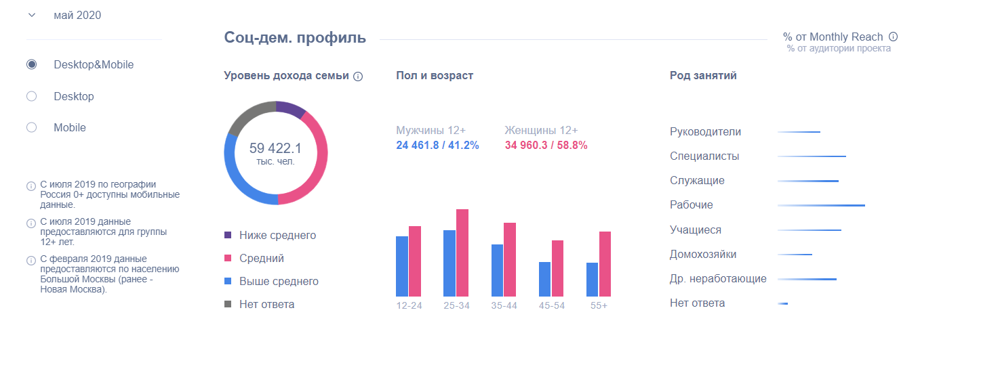 май 2020
Desktop&Mobile
Desktop
Mobile
С июля 2019 по географии
Россия 0+ доступны мобильные
данные.
С июля 2019 данные
предоставляются для группы
12+ лет.
С февраля 2019 данные
предоставляются по населению
Большой Москвы (ранее -
Новая Москва).
Соц-дем. профиль
% от Monthly Reach
% от аудитории проекта
Уровень дохода семьи
59 422.1
тыс. чел.
Ниже среднего
Средний
Выше среднего
Нет ответа
Пол и возраст
Мужчины 12+
24 461.8 / 41.2%
Женщины 12+
34 960.3 / 58.8%
12-24 25-34 35-44 45-54 55+
Род занятий
Руководители
Специалисты
Служащие
Рабочие
Учащиеся
Домохозяйки
Др. неработающие
Нет ответа